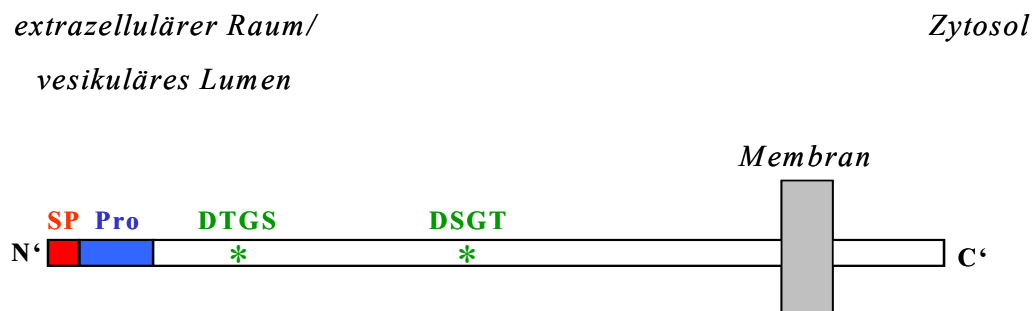 extrazellulärer Raum/ Zytosol
vesikuläres Lumen
Membran
SP Pro DTGS DSGT
N‘ * * C‘